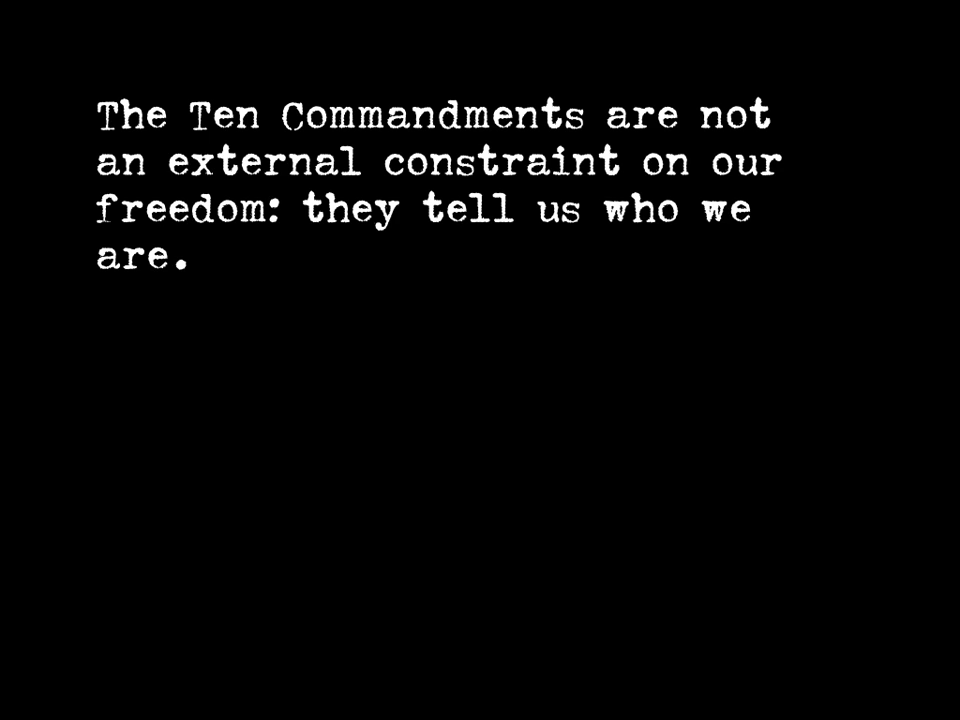 The Ten Commandments are not
an external constraint on our
freedom: they tell us who we
are.